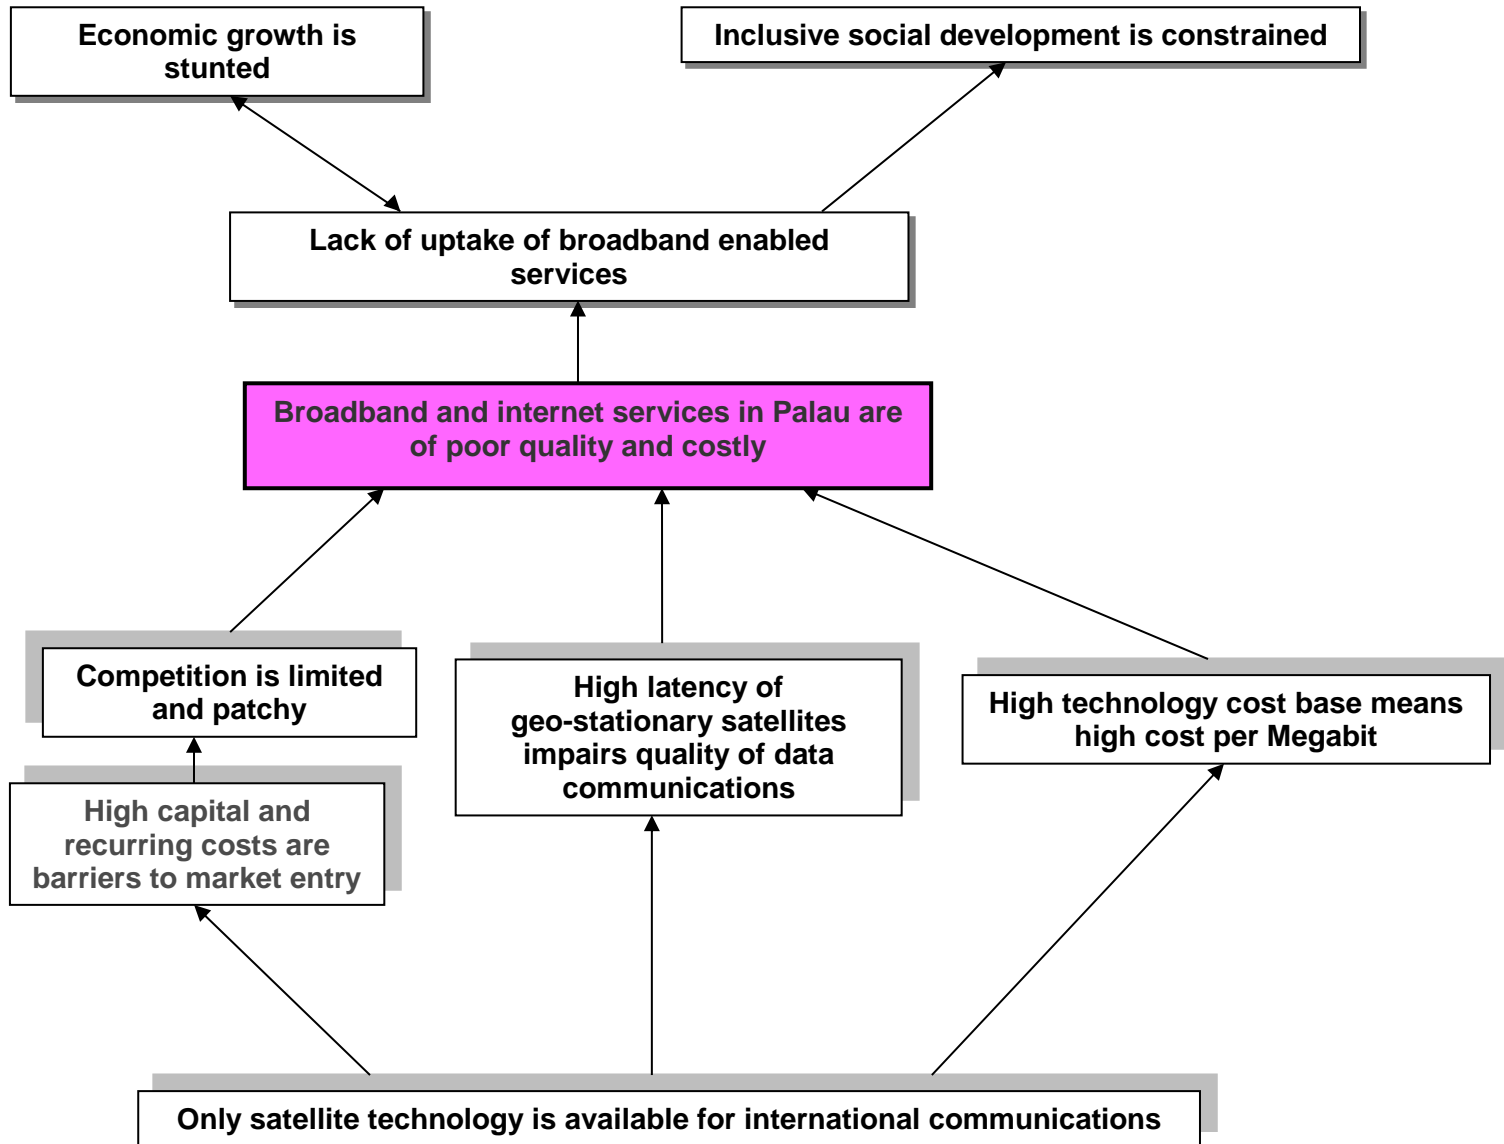 Economic growth is
stunted
Inclusive social development is constrained
Lack of uptake of broadband enabled
services
Broadband and internet services in Palau are
of poor quality and costly
Competition is limited
and patchy
High latency of
geo-stationary satellites
impairs quality of data
communications
High technology cost base means
high cost per Megabit
High capital and
recurring costs are
barriers to market entry
Only satellite technology is available for international communications